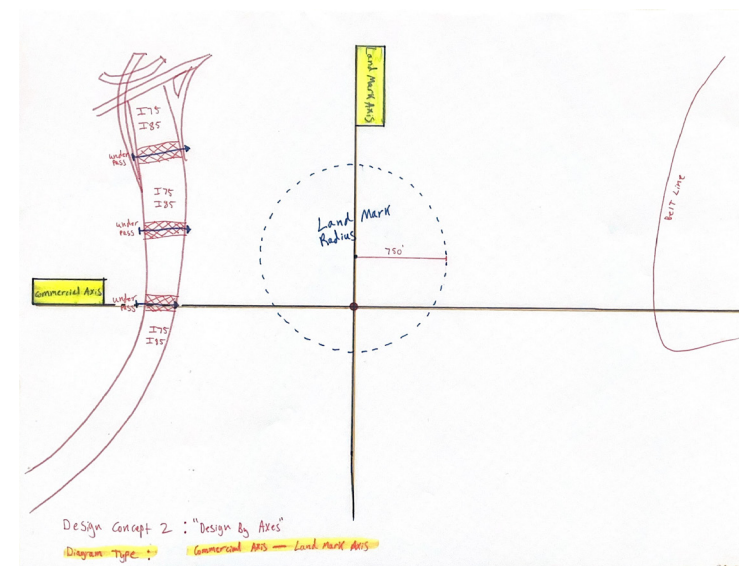 Land Mark Axis
I75
I85
under
pass
I75
I85
under
pass
Land Mark
Radius
750'
Belt Line
Commercial Axis
under
pass
I75
I85
Design Concept 2 : "Design By Axes"
Diagram Type : Commercial Axis — Land Mark Axis